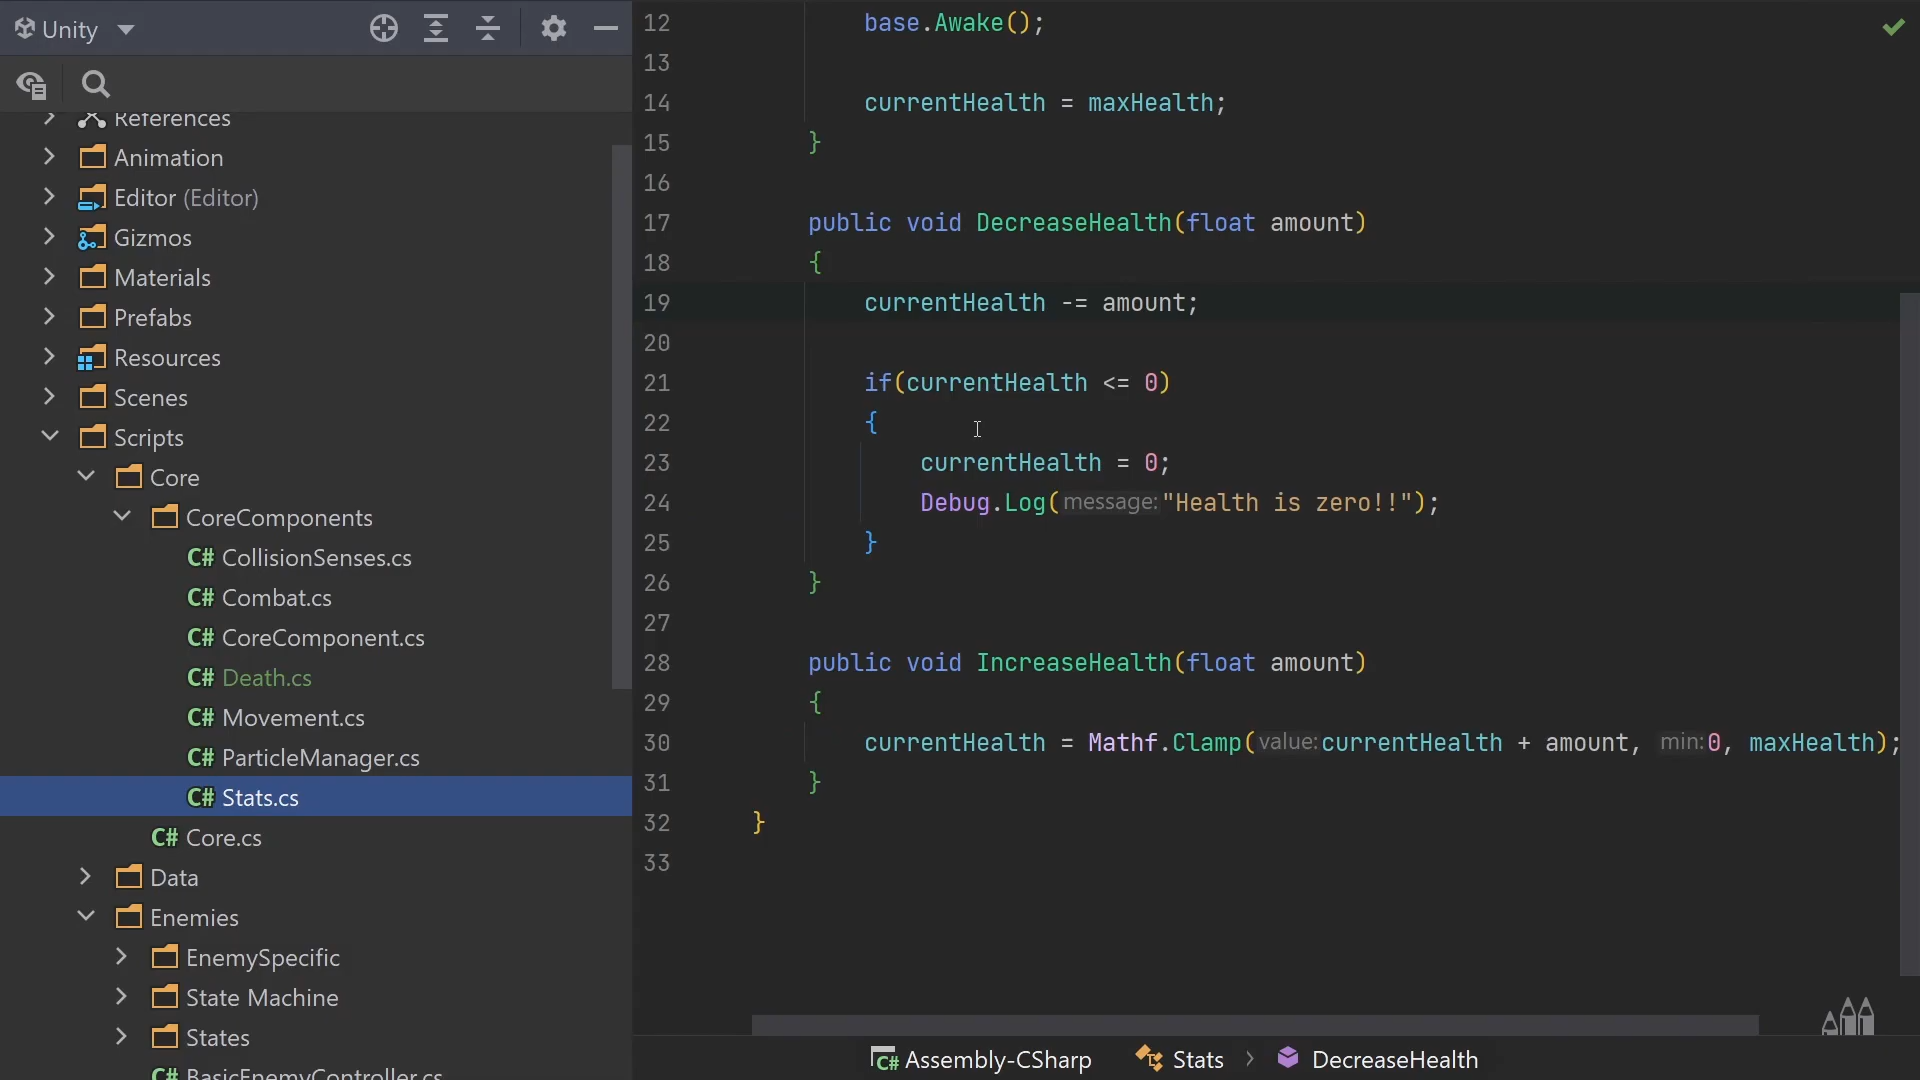 Unity
References
Animation
Editor (Editor)
Gizmos
Materials
Prefabs
Resources
Scenes
Scripts
Core
CoreComponents
C# CollisionSenses.cs
C# Combat.cs
C# CoreComponent.cs
C# Death.cs
C# Movement.cs
C# ParticleManager.cs
C# Stats.cs
C# Core.cs
Data
Enemies
EnemySpecific
State Machine
States
C# BasicEnemyController.cs
12 base.Awake();
13
14 currentHealth = maxHealth;
15 }
16
17 public void DecreaseHealth(float amount)
18 {
19 currentHealth -= amount;
20
21 if(currentHealth <= 0)
22 {
23 currentHealth = 0;
24 Debug.Log(message:"Health is zero!!");
25 }
26 }
27
28 public void IncreaseHealth(float amount)
29 {
30 currentHealth = Mathf.Clamp(value:currentHealth + amount, min:0, maxHealth);
31 }
32 }
33
C# Assembly-CSharp Stats > DecreaseHealth